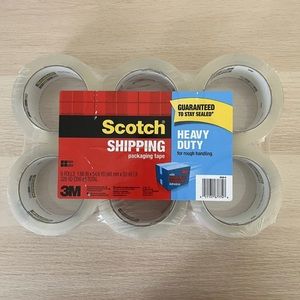 Scotch
SHIPPING
packaging tape
GUARANTEED
TO STAY SEALED
HEAVY
DUTY
for rough handling.
3M